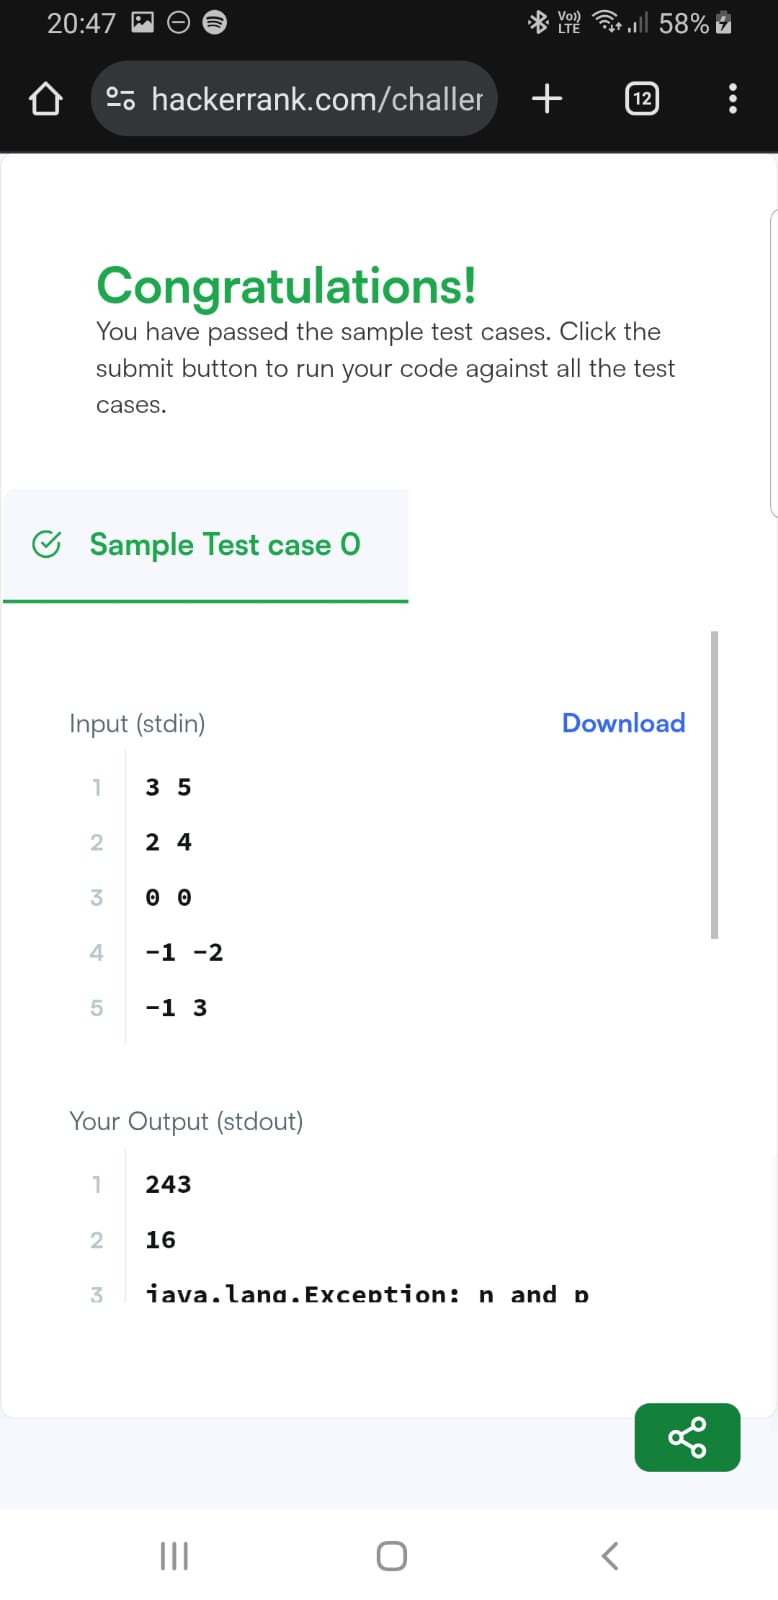 20:47 Vo)) LTE 58%
hackerrank.com/challer 12
Congratulations!
You have passed the sample test cases. Click the
submit button to run your code against all the test
cases.
Sample Test case 0
Input (stdin) Download
1 3 5
2 2 4
3 0 0
4 -1 -2
5 -1 3
Your Output (stdout)
1 243
2 16
3 java.lang.Exception: n and p